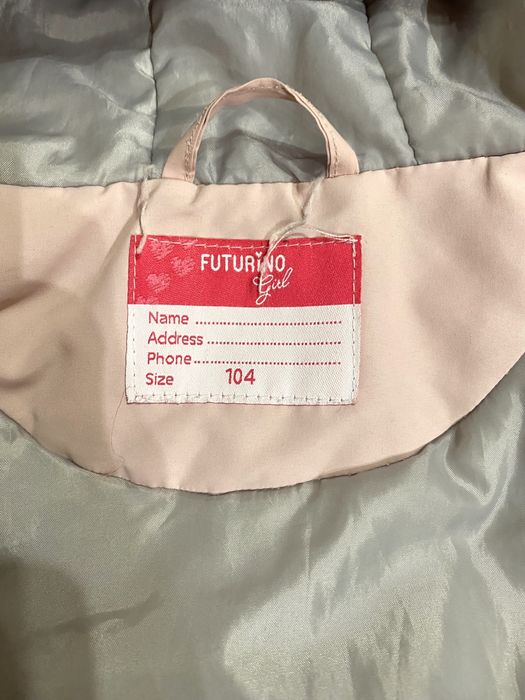 FUTURINO
Girl
Name ................................
Address ............................
Phone ................................
Size 104